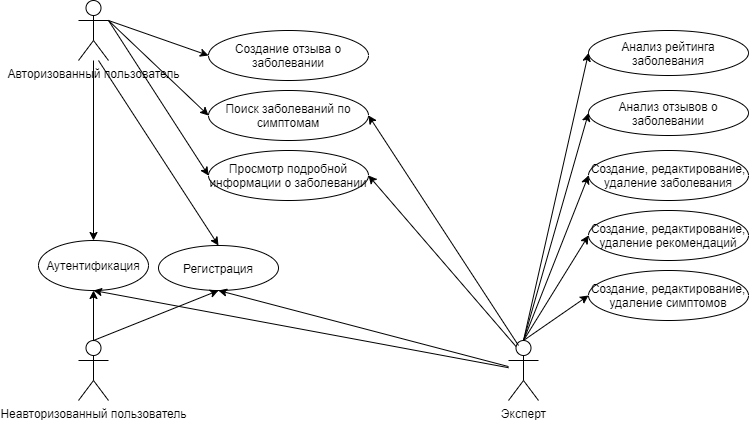 Авторизованный пользователь
Создание отзыва о
заболевании
Поиск заболеваний по
симптомам
Просмотр подробной
информации о заболевании
Анализ рейтинга
заболевания
Анализ отзывов о
заболевании
Создание, редактирование,
удаление заболевания
Создание, редактирование,
удаление рекомендаций
Создание, редактирование,
удаление симптомов
Аутентификация
Регистрация
Неавторизованный пользователь
Эксперт